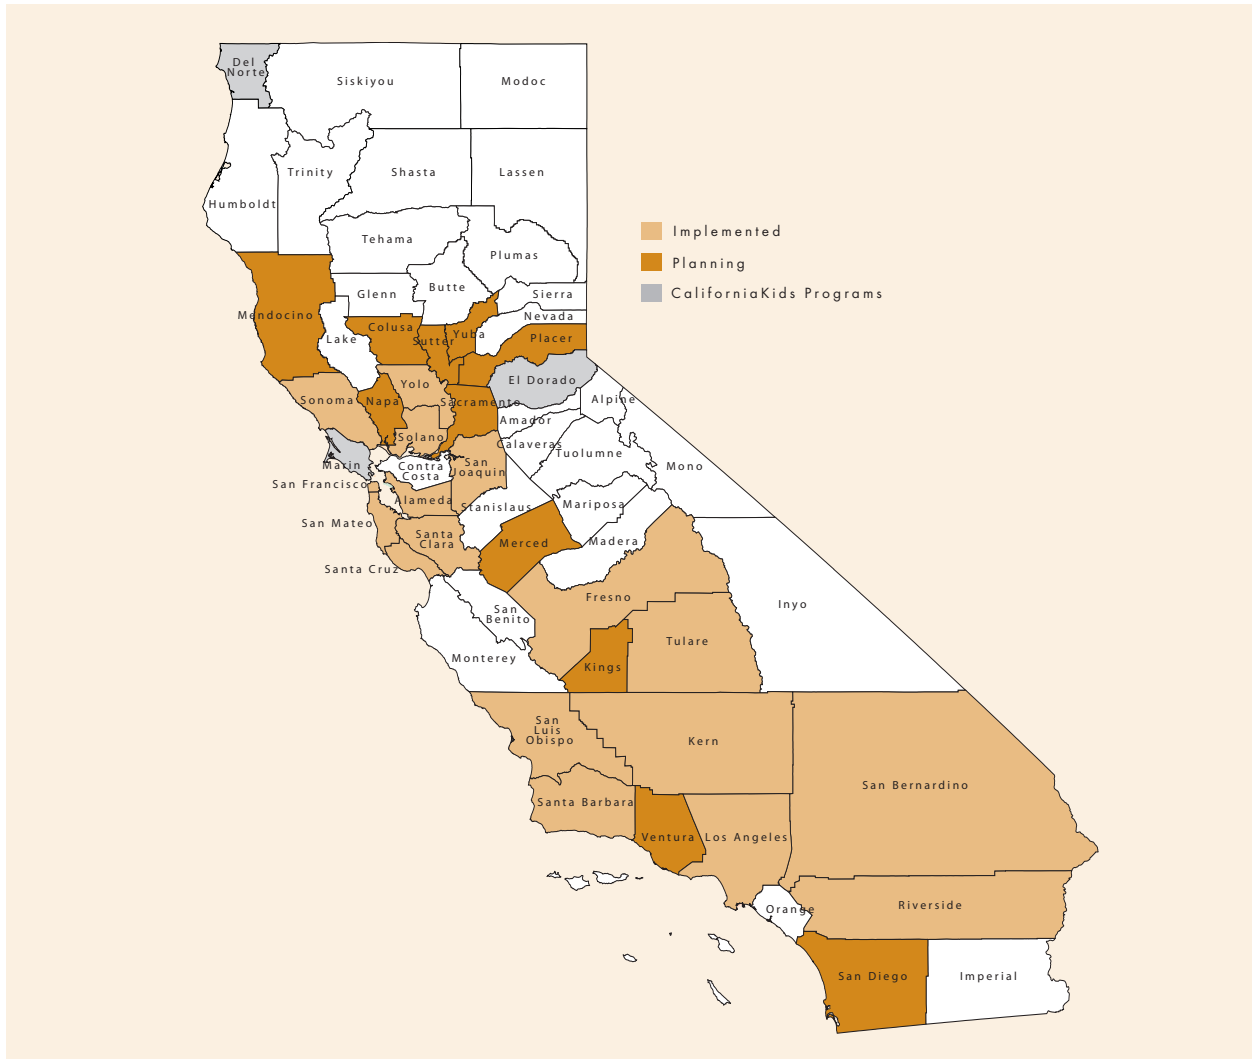 Del
Norte
Siskiyou
Modoc
Trinity
Shasta
Lassen
Humboldt
Implemented
Tehama
Plumas
Planning
Glenn
Butte
Sierra
CaliforniaKids Programs
Mendocino
Nevada
Colusa
Lake
Sutter
Yuba
Placer
Yolo
El Dorado
Sonoma
Napa
Sacramento
Alpine
Amador
Solano
Calaveras
Tuolumne
Marin
Contra
Costa
San
Joaquin
Mono
San Francisco
Alameda
Stanislaus
Mariposa
San Mateo
Santa
Clara
Merced
Madera
Santa Cruz
Fresno
Inyo
San
Benito
Tulare
Monterey
Kings
San
Luis
Obispo
Kern
San Bernardino
Santa Barbara
Ventura
Los Angeles
Orange
Riverside
San Diego
Imperial